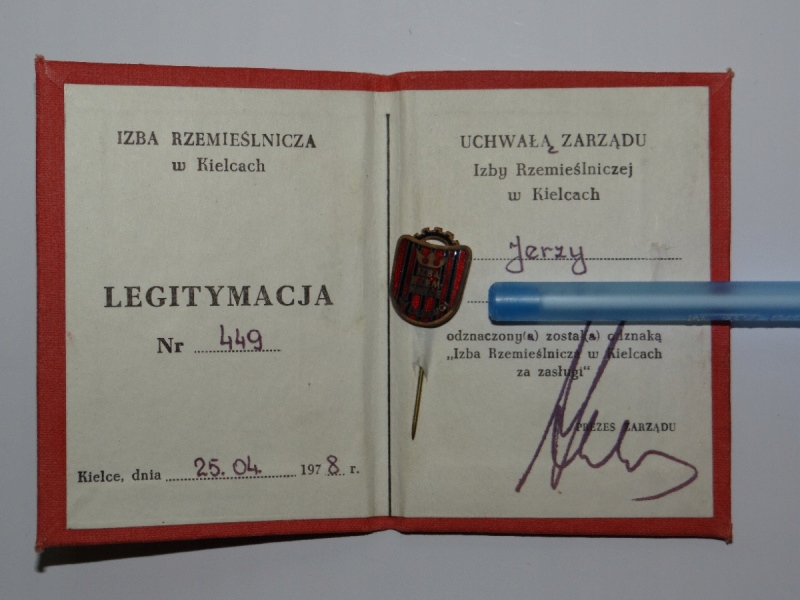 IZBA RZEMIEŚLNICZA
w Kielcach
LEGITYMACJA
Nr 449
Kielce, dnia 25.04. 1978 r.
UCHWAŁĄ ZARZĄDU
Izby Rzemieślniczej
w Kielcach
Jerzy
odznaczony(a) został(a) odznaką
„Izba Rzemieślnicza w Kielcach
za zasługi"
PREZES ZARZĄDU